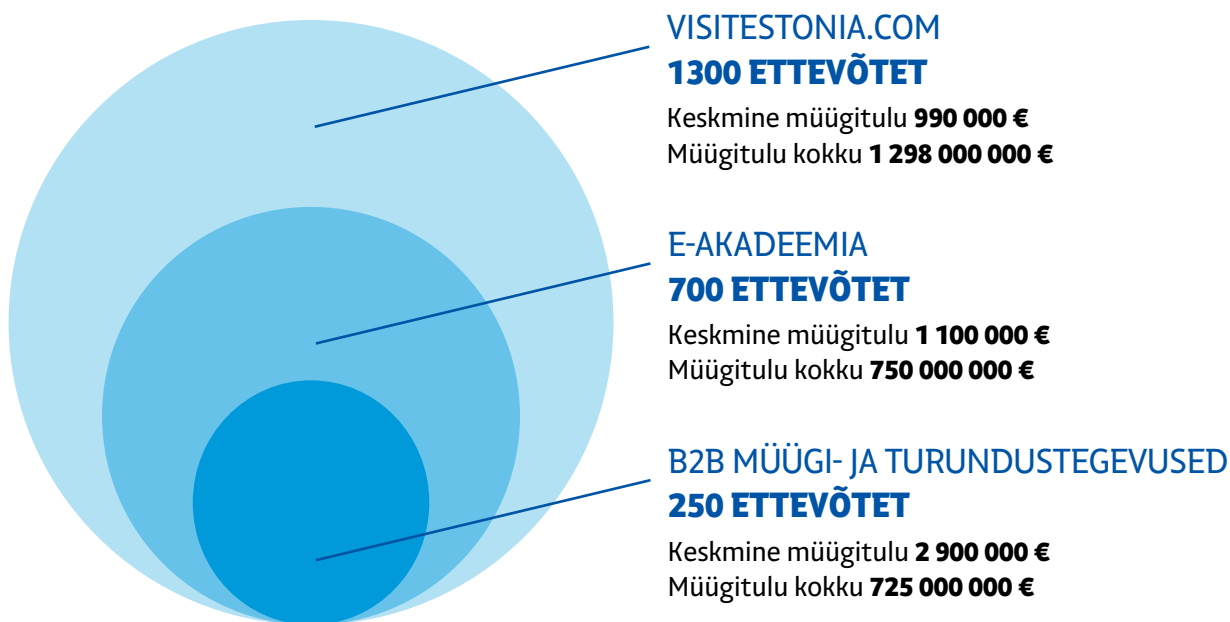 VISITESTONIA.COM
1300 ETTEVÕTET
Keskmine müügitulu 990 000 €
Müügitulu kokku 1 298 000 000 €
E-AKADEEMIA
700 ETTEVÕTET
Keskmine müügitulu 1 100 000 €
Müügitulu kokku 750 000 000 €
B2B MÜÜGI- JA TURUNDUSTEGEVUSED
250 ETTEVÕTET
Keskmine müügitulu 2 900 000 €
Müügitulu kokku 725 000 000 €